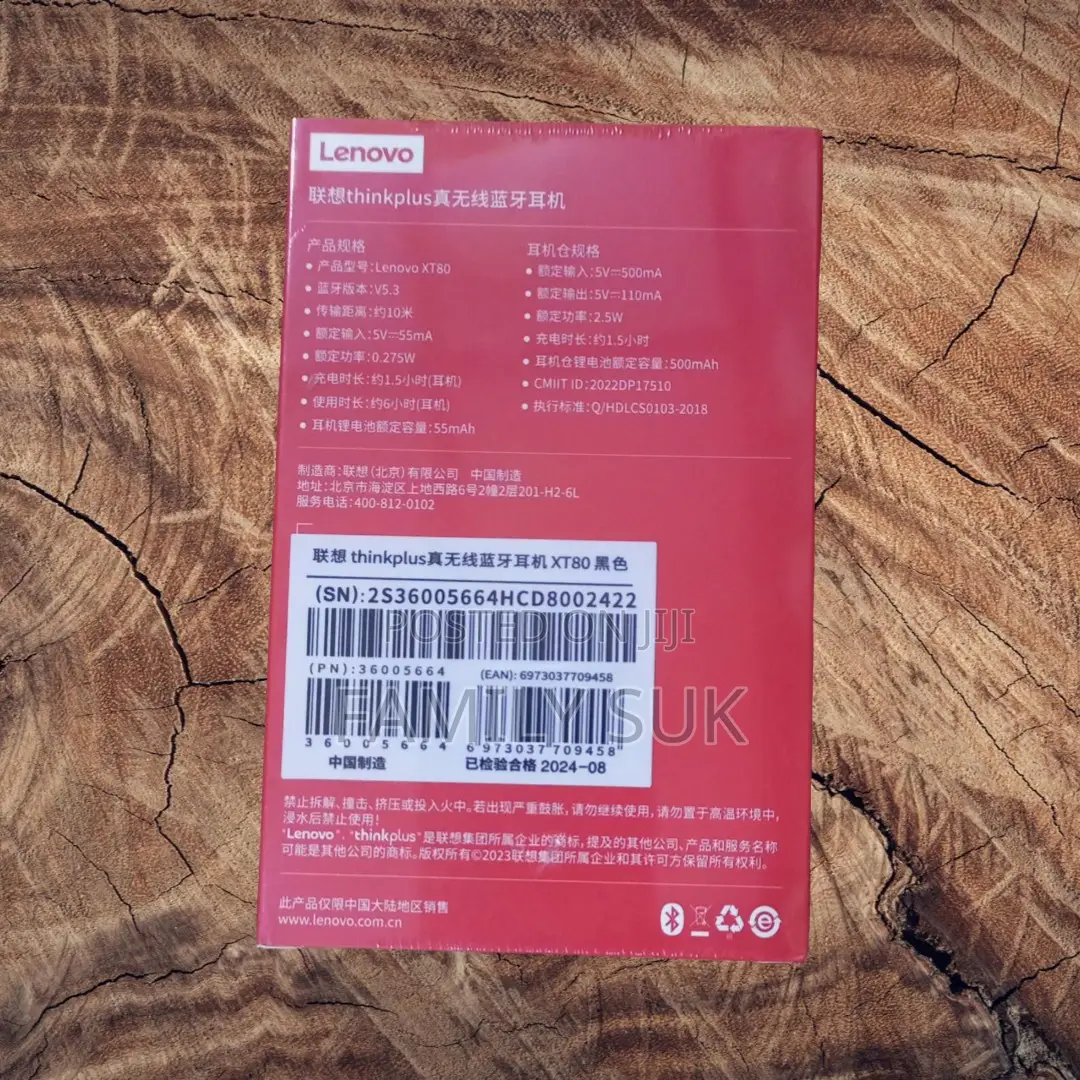 Lenovo
联想thinkplus真无线蓝牙耳机
产品规格
• 产品型号:Lenovo XT80
• 蓝牙版本:V5.3
• 传输距离:约10米
• 额定输入:5V⎓55mA
• 额定功率:0.275W
• 充电时长:约1.5小时(耳机)
• 使用时长:约6小时(耳机)
• 耳机锂电池额定容量:55mAh
耳机仓规格
• 额定输入:5V⎓500mA
• 额定输出:5V⎓110mA
• 额定功率:2.5W
• 充电时长:约1.5小时
• 耳机仓锂电池额定容量:500mAh
• CMIIT ID:2022DP17510
• 执行标准:Q/HDLCS0103-2018
制造商:联想(北京)有限公司 中国制造
地址:北京市海淀区上地西路6号2幢2层201-H2-6L
服务电话:400-812-0102
联想 thinkplus真无线蓝牙耳机 XT80 黑色
(SN):2S36005664HCD8002422
POSTED ON JIJI
(PN):36005664
(EAN): 6973037709458
FAMILY SUK
36005664
6973037709458
中国制造
已检验合格 2024-08
禁止拆解、撞击、挤压或投入火中。若出现严重鼓胀,请勿继续使用,请勿置于高温环境中,
浸水后禁止使用!
"Lenovo"、"thinkplus"是联想集团所属企业的商标,提及的其他公司、产品和服务名称
可能是其他公司的商标。版权所有©2023联想集团所属企业和其许可方保留所有权利。
此产品仅限中国大陆地区销售
www.lenovo.com.cn